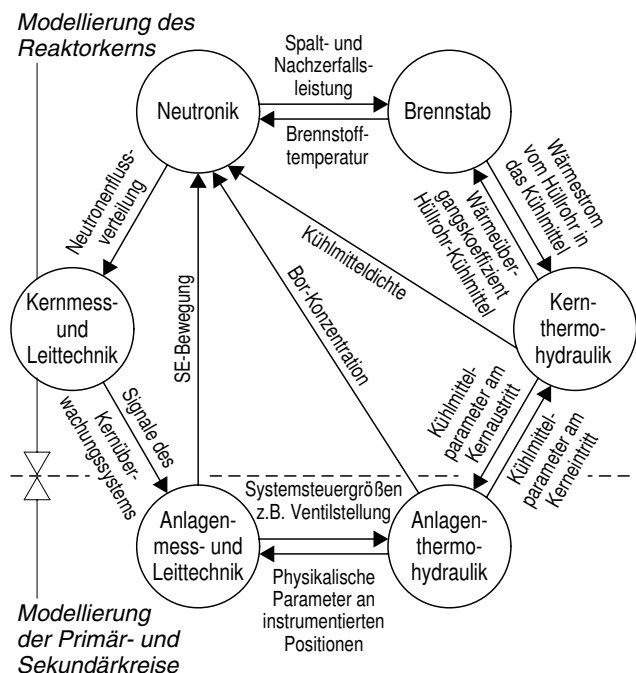 Modellierung des
Reaktorkerns
Spalt- und
Nachzerfalls-
leistung
Neutronik
Brennstab
Brennstoff-
temperatur
Neutronenfluss-
verteilung
Wärmestrom
vom Hüllrohr in
das Kühlmittel
Wärmeüber-
gangskoeffizient
Hüllrohr-Kühlmittel
Kühlmitteldichte
Kernmess-
und
Leittechnik
SE-Bewegung
Bor-Konzentration
Kern-
thermo-
hydraulik
Signale des
Kernüber-
wachungssystems
Kühlmittel-
parameter am
Kernaustritt
Kühlmittel-
parameter am
Kerneintritt
Systemsteuergrößen
z.B. Ventilstellung
Anlagen-
mess- und
Leittechnik
Anlagen-
thermo-
hydraulik
Physikalische
Parameter an
instrumentierten
Positionen
Modellierung
der Primär- und
Sekundärkreise